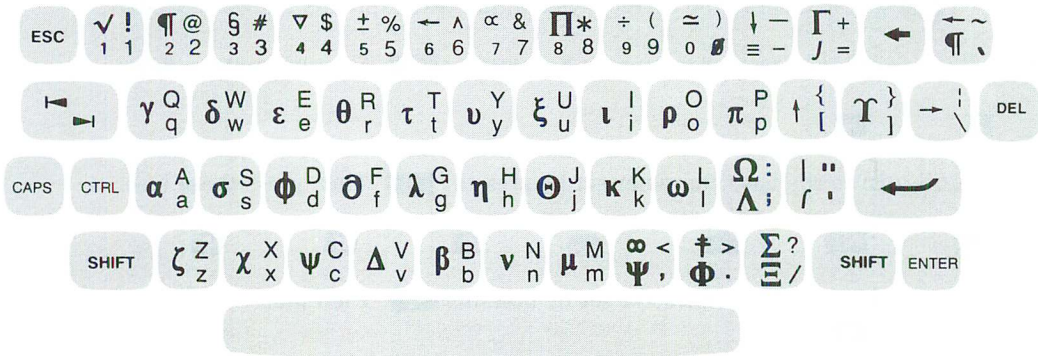 ESC √ ! 1 1 ¶ @ 2 2 § # 3 3 ∇ $ 4 4 ± % 5 5 ← ^ 6 6 ∝ & 7 7 ∏ * 8 8 ÷ ( 9 9 ≃ ) 0 0 ↓ — ≡ - Γ + ∫ = ← ← ~ ¶ `
γ Q q δ W w ε E e θ R r τ T t υ Y y ξ U u ι I i ρ O o π P p ↑ { [ ϒ } ] → ¦ \ DEL
CAPS CTRL α A a σ S s ϕ D d ∂ F f λ G g η H h Θ J j κ K k ω L l Ω : Λ ; | " ⌠ '
SHIFT ζ Z z χ X x ψ C c Δ V v β B b ν N n μ M m ∞ < Ψ , ‡ > Φ . Σ ? Ξ / SHIFT ENTER